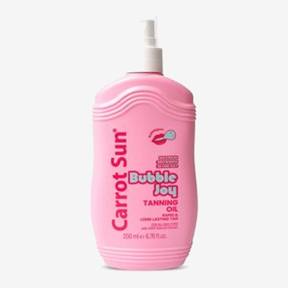 Carrot Sun®
Bubble
Joy
TANNING
OIL
RAPID &
LONG LASTING TAN
200 ml ℮ 6.76 fl.oz.